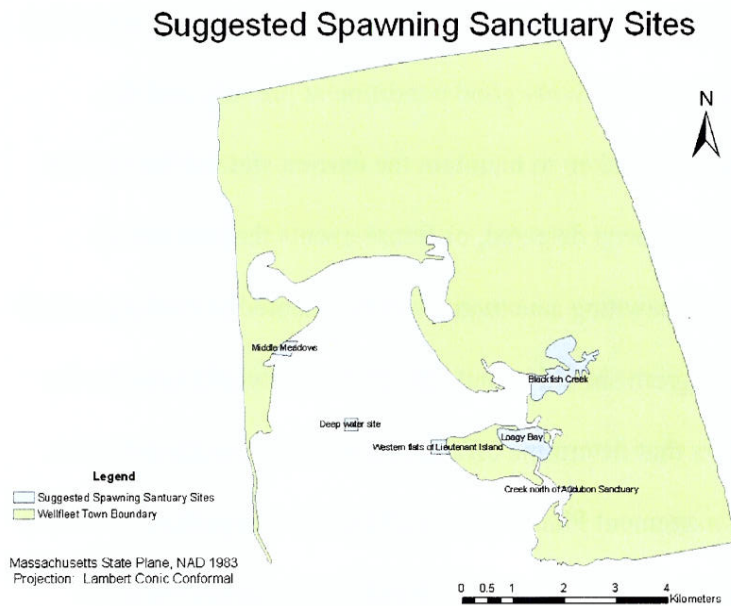 Suggested Spawning Sanctuary Sites
N
Middle Meadows
Blackfish Creek
Deep water site
Loagy Bay
Western flats of Lieutenant Island
Creek north of Audubon Sanctuary
Legend
Suggested Spawning Santuary Sites
Wellfleet Town Boundary
Massachusetts State Plane, NAD 1983
Projection: Lambert Conic Conformal
0 0.5 1 2 3 4
Kilometers